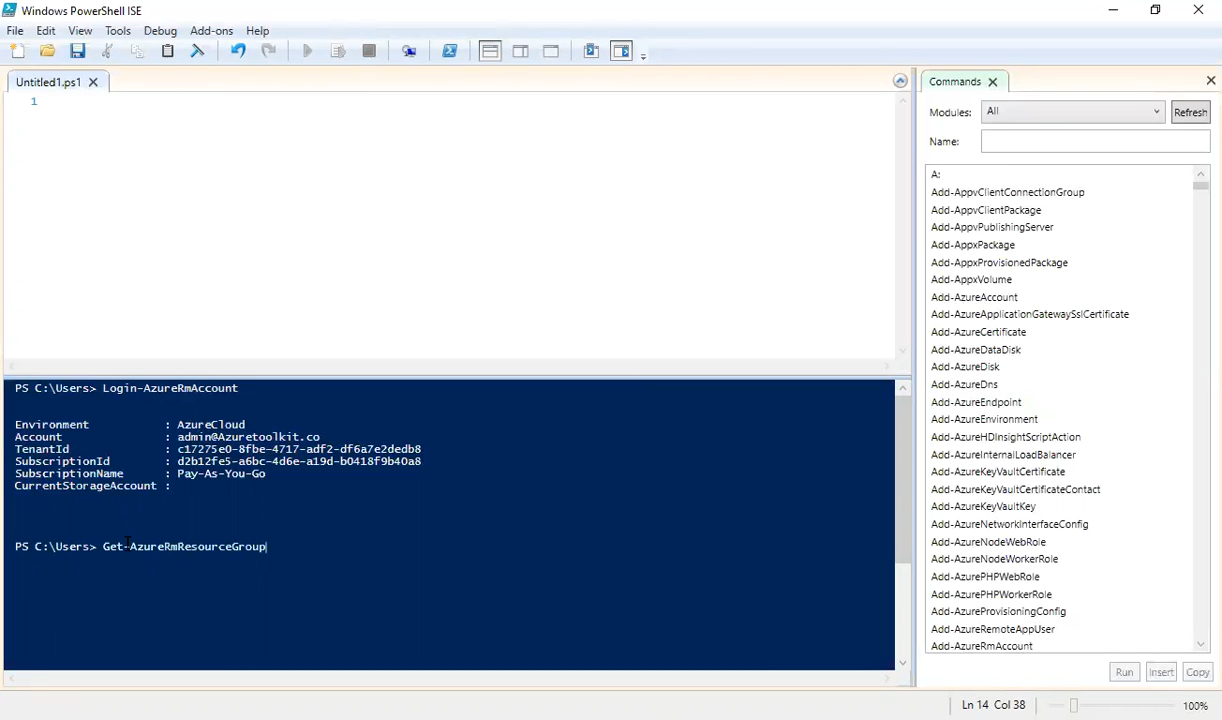 Windows PowerShell ISE
File Edit View Tools Debug Add-ons Help
Untitled1.ps1
1
Commands
Modules: All Refresh
Name:
A:
Add-AppvClientConnectionGroup
Add-AppvClientPackage
Add-AppvPublishingServer
Add-AppxPackage
Add-AppxProvisionedPackage
Add-AppxVolume
Add-AzureAccount
Add-AzureApplicationGatewaySslCertificate
Add-AzureCertificate
Add-AzureDataDisk
Add-AzureDisk
Add-AzureDns
Add-AzureEndpoint
Add-AzureEnvironment
Add-AzureHDInsightScriptAction
Add-AzureInternalLoadBalancer
Add-AzureKeyVaultCertificate
Add-AzureKeyVaultCertificateContact
Add-AzureKeyVaultKey
Add-AzureNetworkInterfaceConfig
Add-AzureNodeWebRole
Add-AzureNodeWorkerRole
Add-AzurePHPWebRole
Add-AzurePHPWorkerRole
Add-AzureProvisioningConfig
Add-AzureRemoteAppUser
Add-AzureRmAccount
Run Insert Copy
PS C:\Users> Login-AzureRmAccount
Environment : AzureCloud
Account : admin@Azuretoolkit.co
TenantId : c17275e0-8fbe-4717-adf2-df6a7e2dedb8
SubscriptionId : d2b12fe5-a6bc-4d6e-a19d-b0418f9b40a8
SubscriptionName : Pay-As-You-Go
CurrentStorageAccount :
PS C:\Users> Get-AzureRmResourceGroup
Ln 14 Col 38
100%